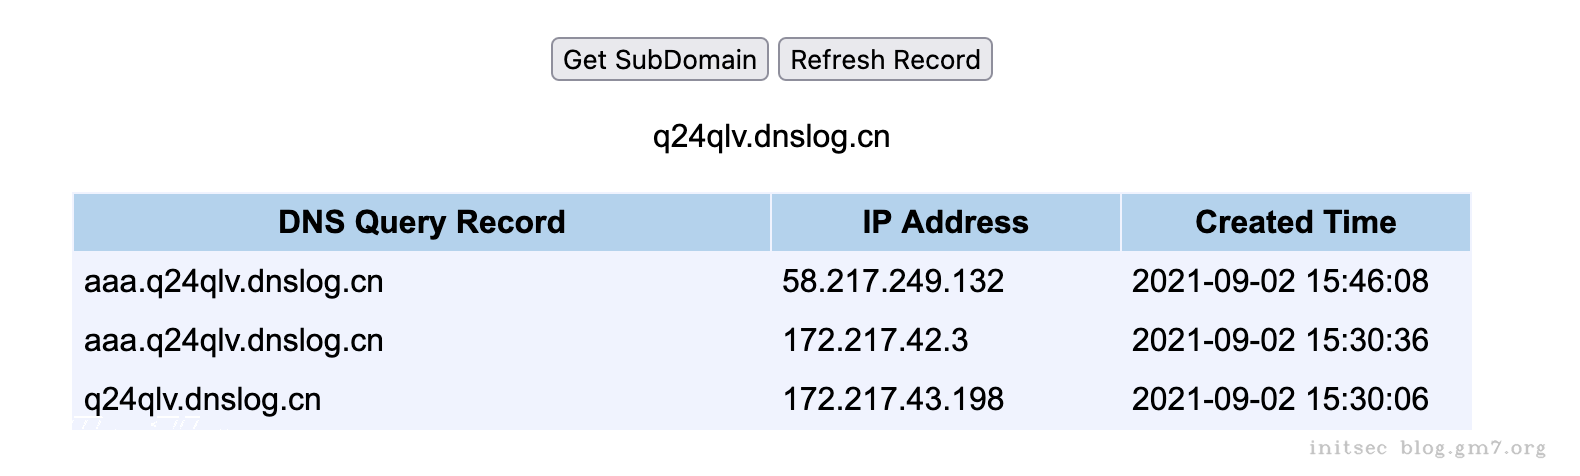 Get SubDomain Refresh Record
q24qlv.dnslog.cn
DNS Query Record IP Address Created Time
aaa.q24qlv.dnslog.cn 58.217.249.132 2021-09-02 15:46:08
aaa.q24qlv.dnslog.cn 172.217.42.3 2021-09-02 15:30:36
q24qlv.dnslog.cn 172.217.43.198 2021-09-02 15:30:06
initsec blog.gm7.org